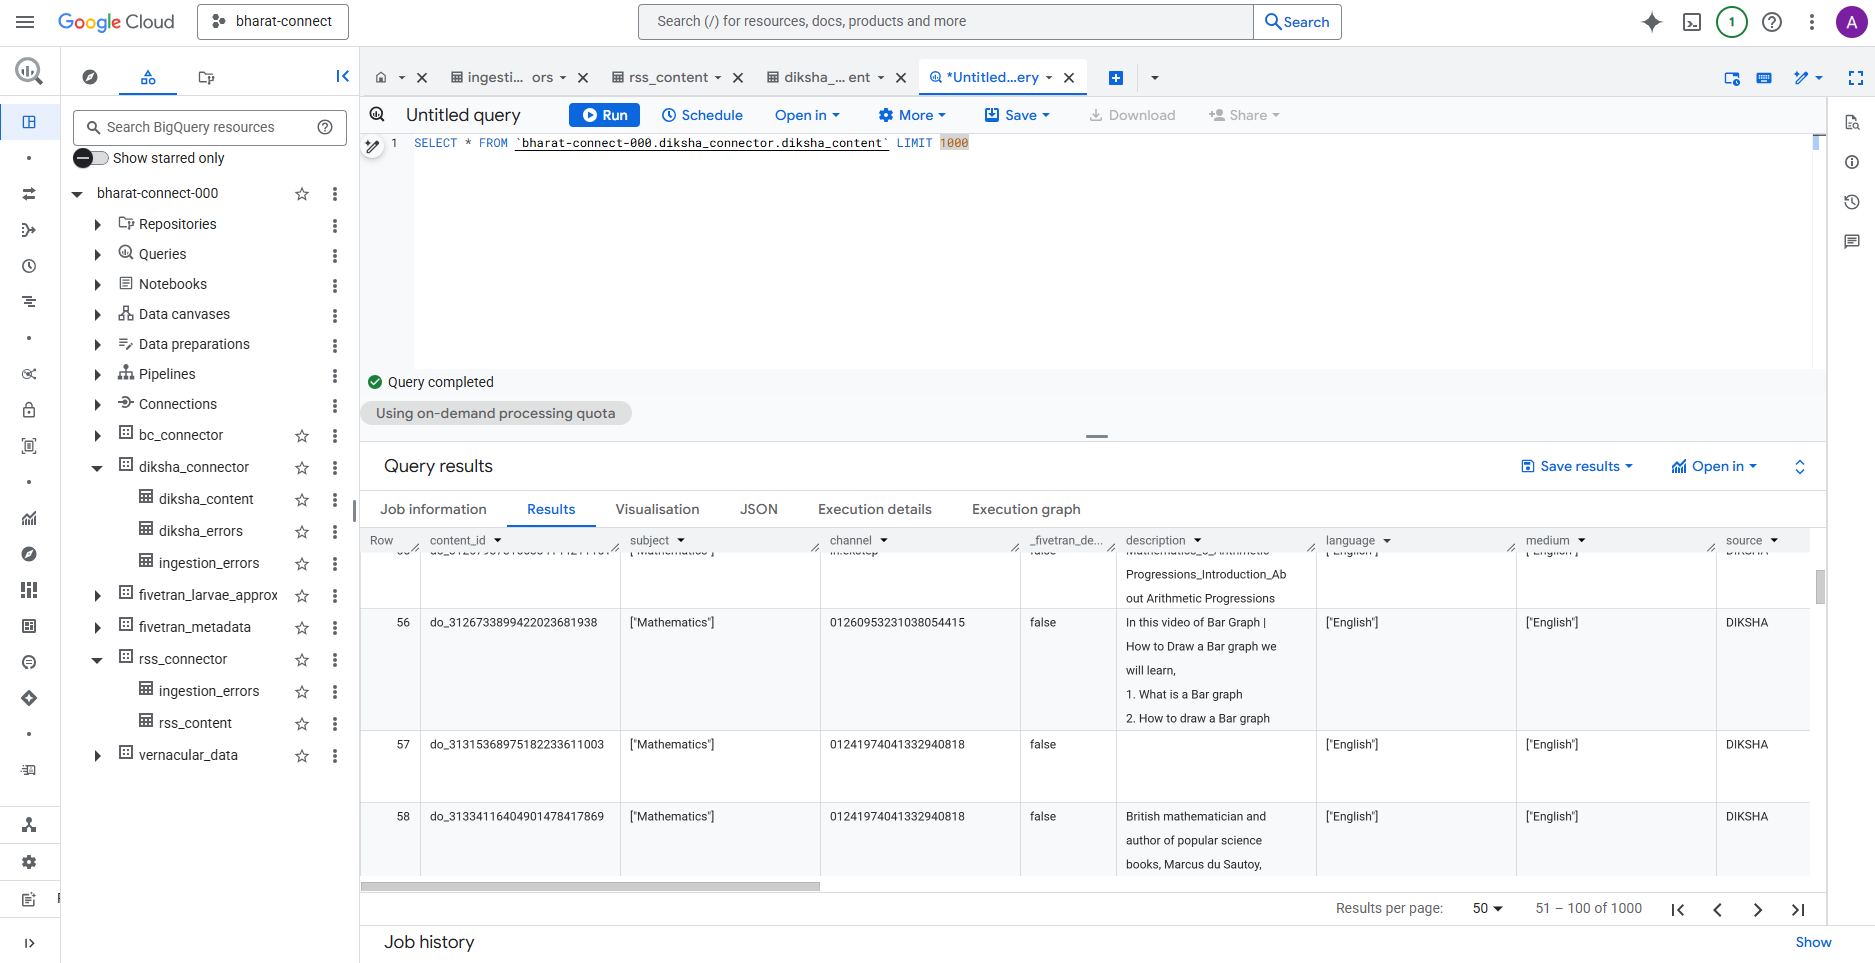 Google Cloud
bharat-connect
Search (/) for resources, docs, products and more
Search
1
A
ingesti... ors
rss_content
diksha_... ent
*Untitled...ery
Search BigQuery resources
Show starred only
bharat-connect-000
Repositories
Queries
Notebooks
Data canvases
Data preparations
Pipelines
Connections
bc_connector
diksha_connector
diksha_content
diksha_errors
ingestion_errors
fivetran_larvae_approx
fivetran_metadata
rss_connector
ingestion_errors
rss_content
vernacular_data
Untitled query
Run
Schedule
Open in
More
Save
Download
Share
1 SELECT * FROM `bharat-connect-000.diksha_connector.diksha_content` LIMIT 1000
Query completed
Using on-demand processing quota
Query results
Save results
Open in
Job information Results Visualisation JSON Execution details Execution graph
Row content_id subject channel _fivetran_de... description language medium source
Progressions_Introduction_Ab
out Arithmetic Progressions
56 do_3126733899422023681938 ["Mathematics"] 01260953231038054415 false In this video of Bar Graph | ["English"] ["English"] DIKSHA
How to Draw a Bar graph we
will learn,
1. What is a Bar graph
2. How to draw a Bar graph
57 do_31315368975182233611003 ["Mathematics"] 01241974041332940818 false ["English"] ["English"] DIKSHA
58 do_31334116404901478417869 ["Mathematics"] 01241974041332940818 false British mathematician and ["English"] ["English"] DIKSHA
author of popular science
books, Marcus du Sautoy,
Results per page: 50 51 – 100 of 1000
Job history
Show